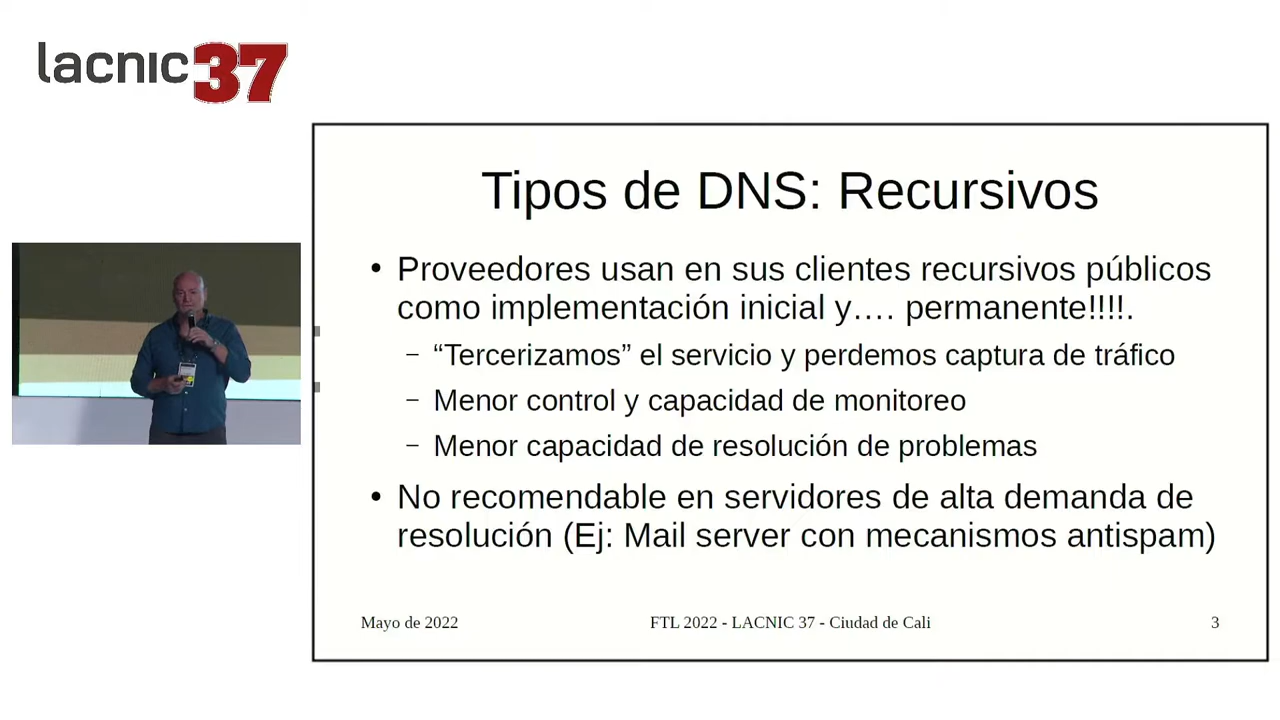 lacnic37
Tipos de DNS: Recursivos
• Proveedores usan en sus clientes recursivos públicos
como implementación inicial y…. permanente!!!!.
– “Tercerizamos” el servicio y perdemos captura de tráfico
– Menor control y capacidad de monitoreo
– Menor capacidad de resolución de problemas
• No recomendable en servidores de alta demanda de
resolución (Ej: Mail server con mecanismos antispam)
Mayo de 2022
FTL 2022 - LACNIC 37 - Ciudad de Cali
3